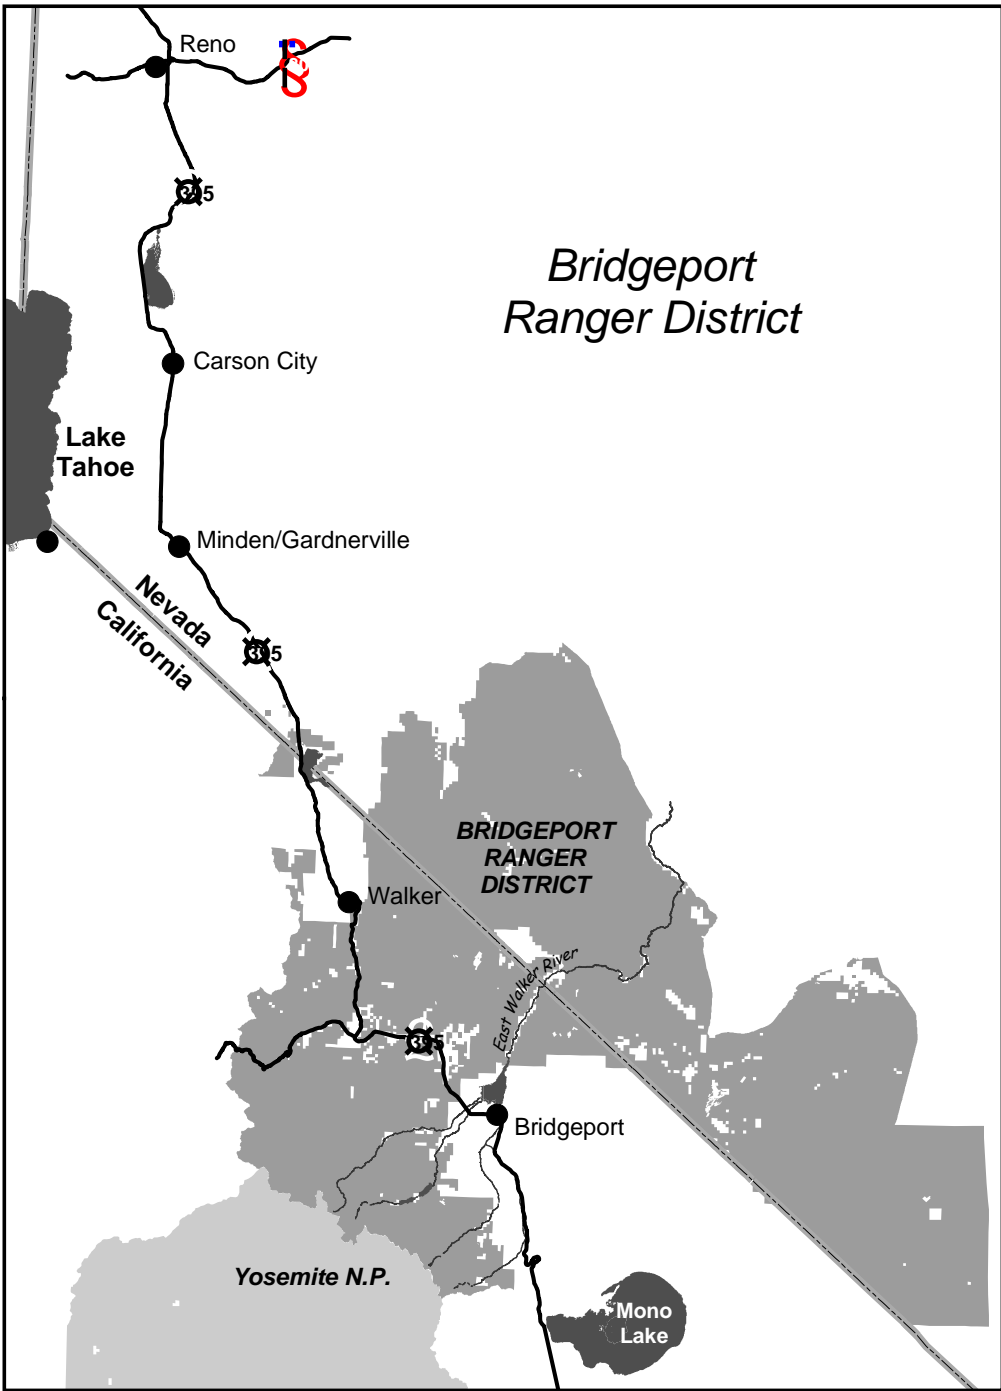 Reno
395
Bridgeport
Ranger District
Carson City
Lake
Tahoe
Minden/Gardnerville
Nevada
California
395
BRIDGEPORT
RANGER
DISTRICT
Walker
East Walker River
395
Bridgeport
Yosemite N.P.
Mono
Lake